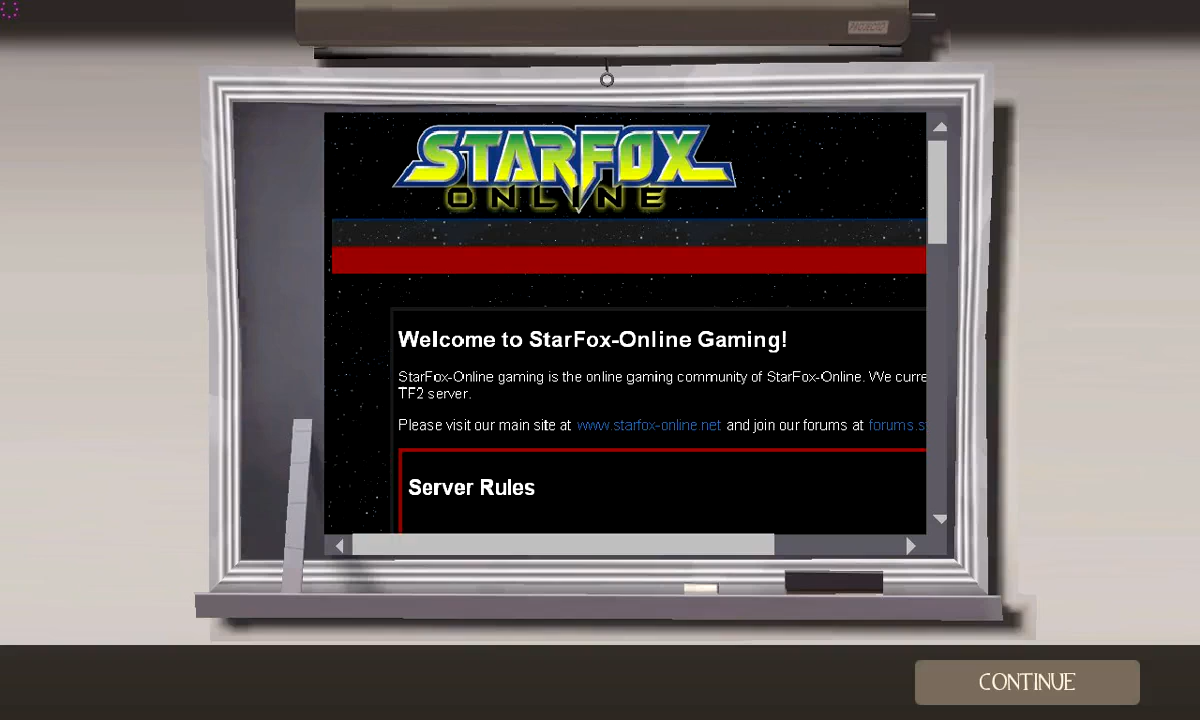 PROJECTO
STARFOX
ONLINE
Welcome to StarFox-Online Gaming!
StarFox-Online gaming is the online gaming community of StarFox-Online. We curre
TF2 server.
Please visit our main site at www.starfox-online.net and join our forums at forums.s
Server Rules
CONTINUE